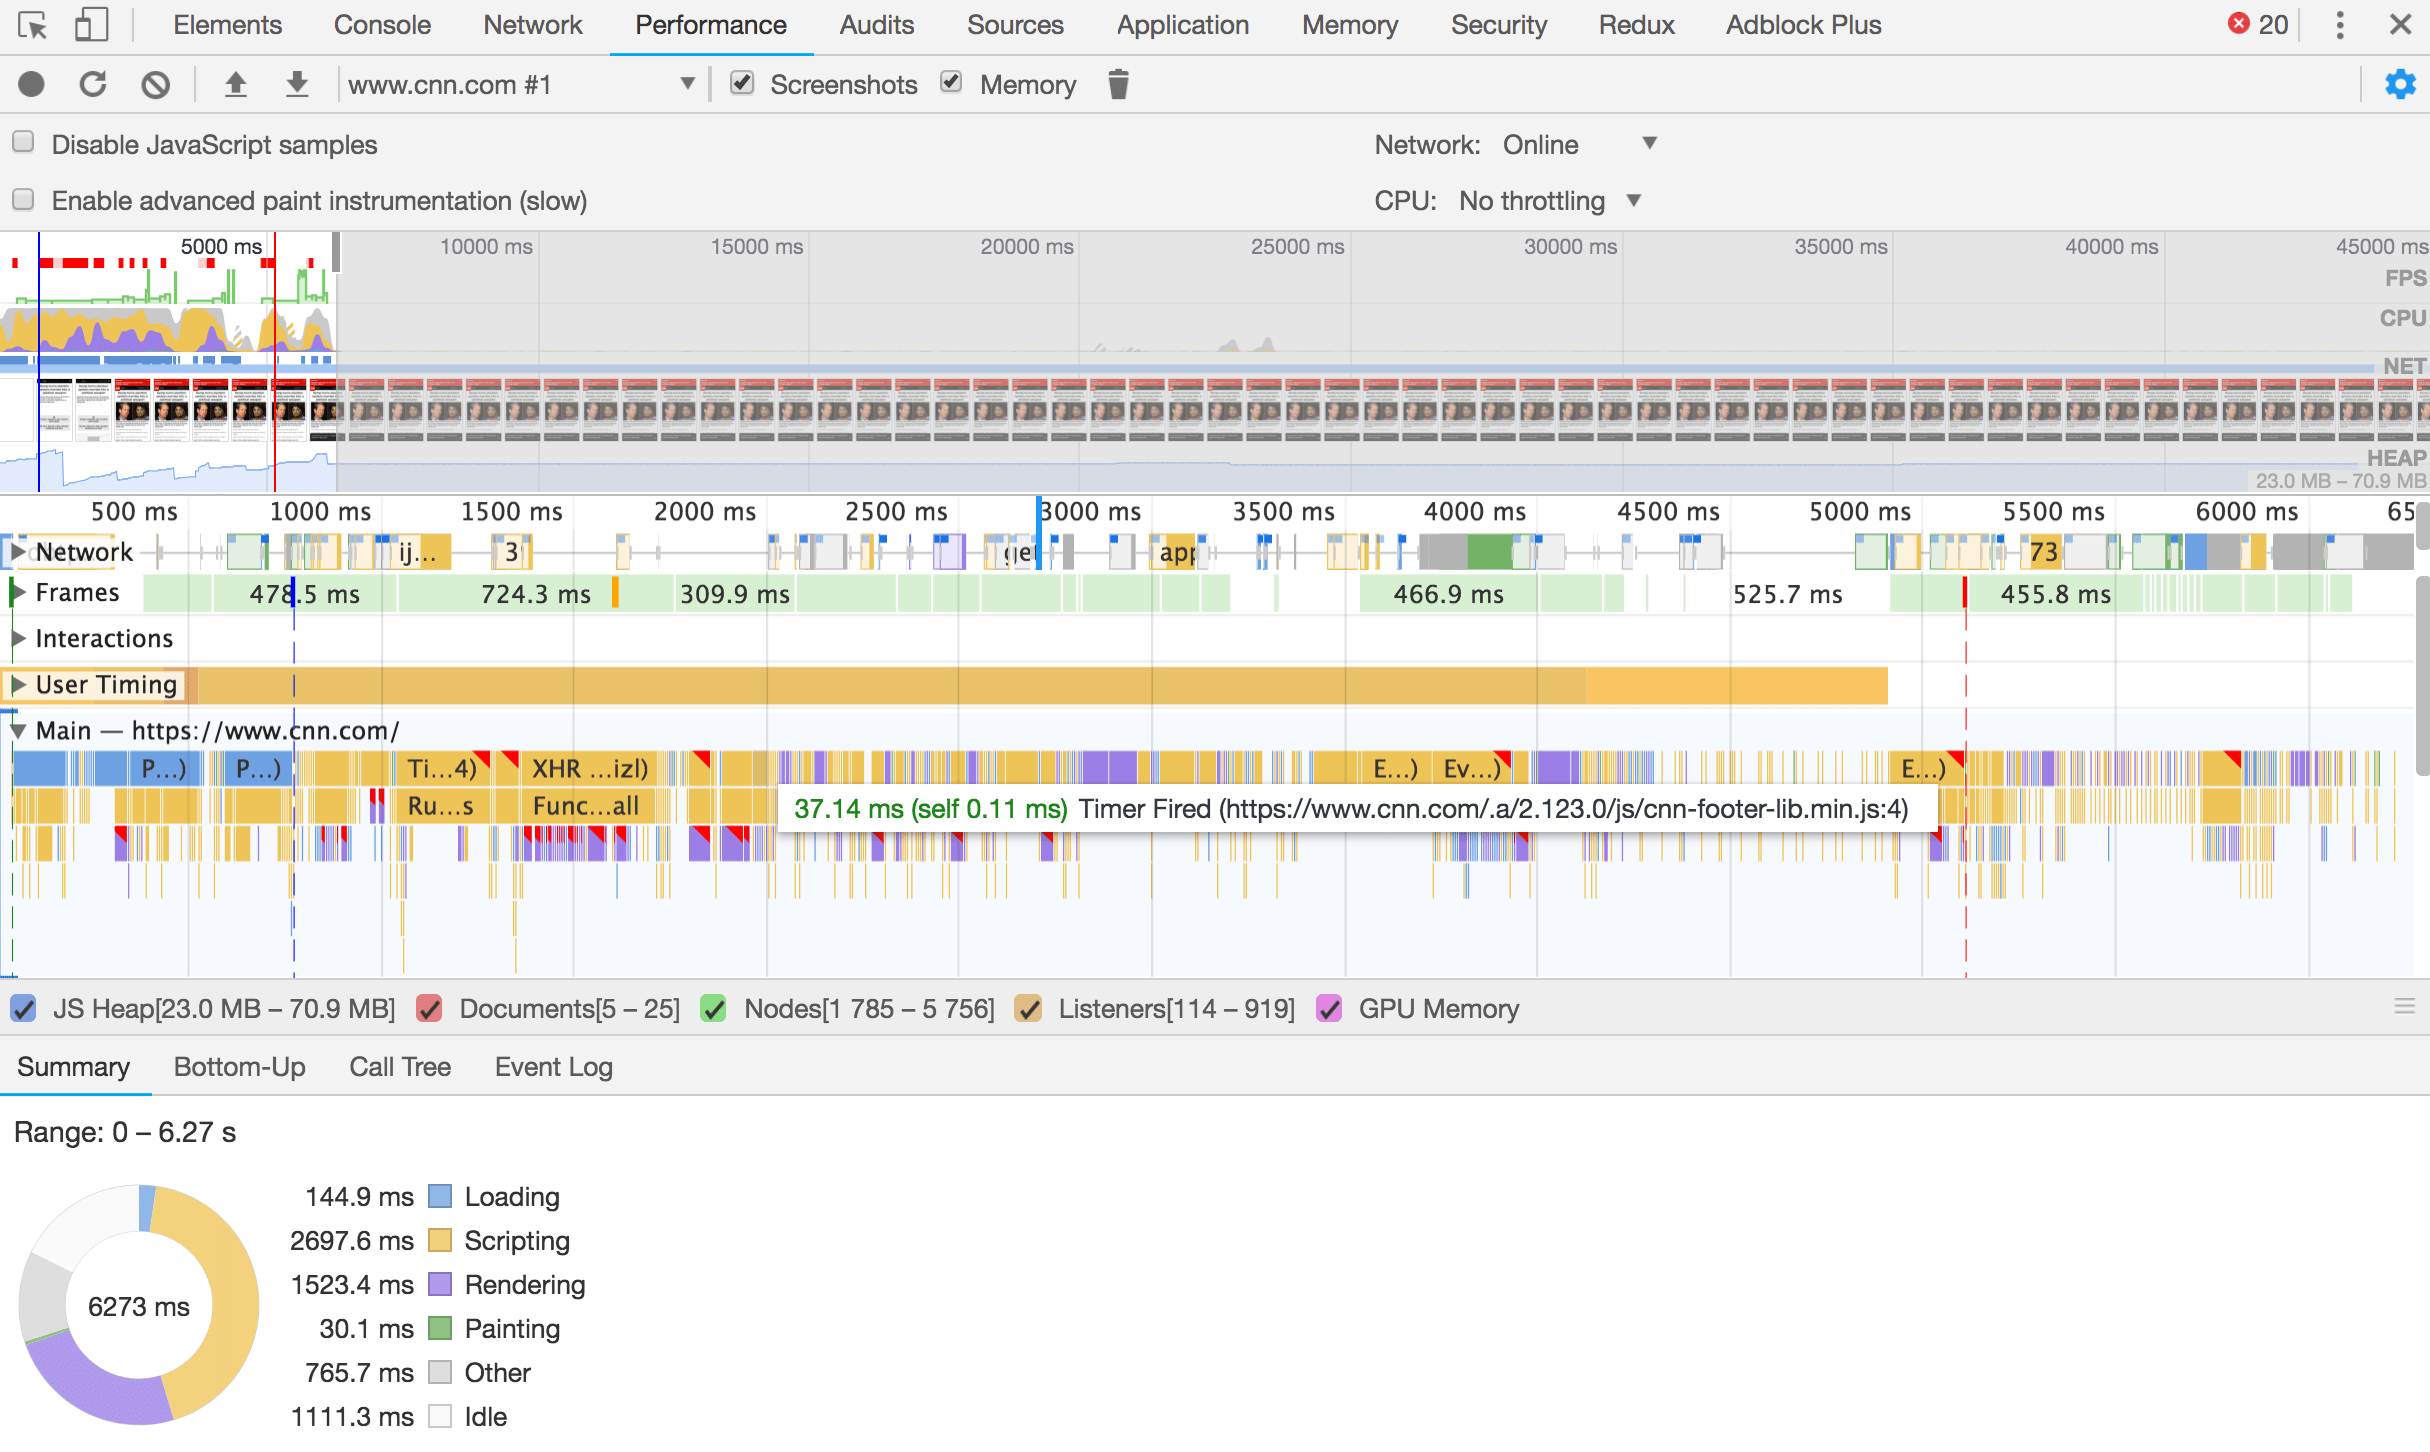 Elements Console Network Performance Audits Sources Application Memory Security Redux Adblock Plus 20
www.cnn.com #1 Screenshots Memory
Disable JavaScript samples Network: Online
Enable advanced paint instrumentation (slow) CPU: No throttling
5000 ms 10000 ms 15000 ms 20000 ms 25000 ms 30000 ms 35000 ms 40000 ms 45000 ms
FPS
CPU
NET
HEAP
23.0 MB – 70.9 MB
500 ms 1000 ms 1500 ms 2000 ms 2500 ms 3000 ms 3500 ms 4000 ms 4500 ms 5000 ms 5500 ms 6000 ms 65
Network ij... 3 ge app 73
Frames 478.5 ms 724.3 ms 309.9 ms 466.9 ms 525.7 ms 455.8 ms
Interactions
User Timing
Main — https://www.cnn.com/
P...) P...) Ti...4) XHR ...izl) E...) Ev...) E...)
Ru...s Func...all
37.14 ms (self 0.11 ms) Timer Fired (https://www.cnn.com/.a/2.123.0/js/cnn-footer-lib.min.js:4)
JS Heap[23.0 MB – 70.9 MB] Documents[5 – 25] Nodes[1 785 – 5 756] Listeners[114 – 919] GPU Memory
Summary Bottom-Up Call Tree Event Log
Range: 0 – 6.27 s
6273 ms
144.9 ms Loading
2697.6 ms Scripting
1523.4 ms Rendering
30.1 ms Painting
765.7 ms Other
1111.3 ms Idle